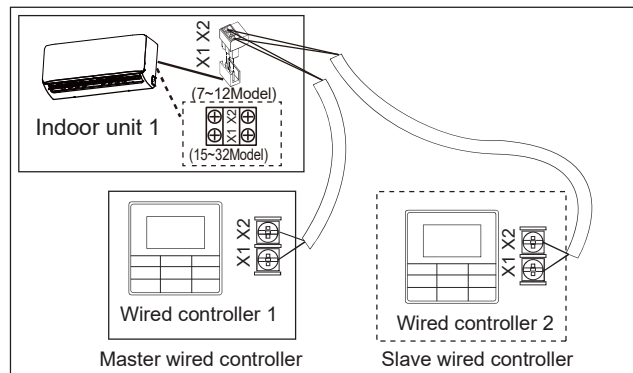 X1 X2
(7~12Model)
Indoor unit 1
X1 X2
(15~32Model)
X1 X2
Wired controller 1
Master wired controller
X1 X2
Wired controller 2
Slave wired controller